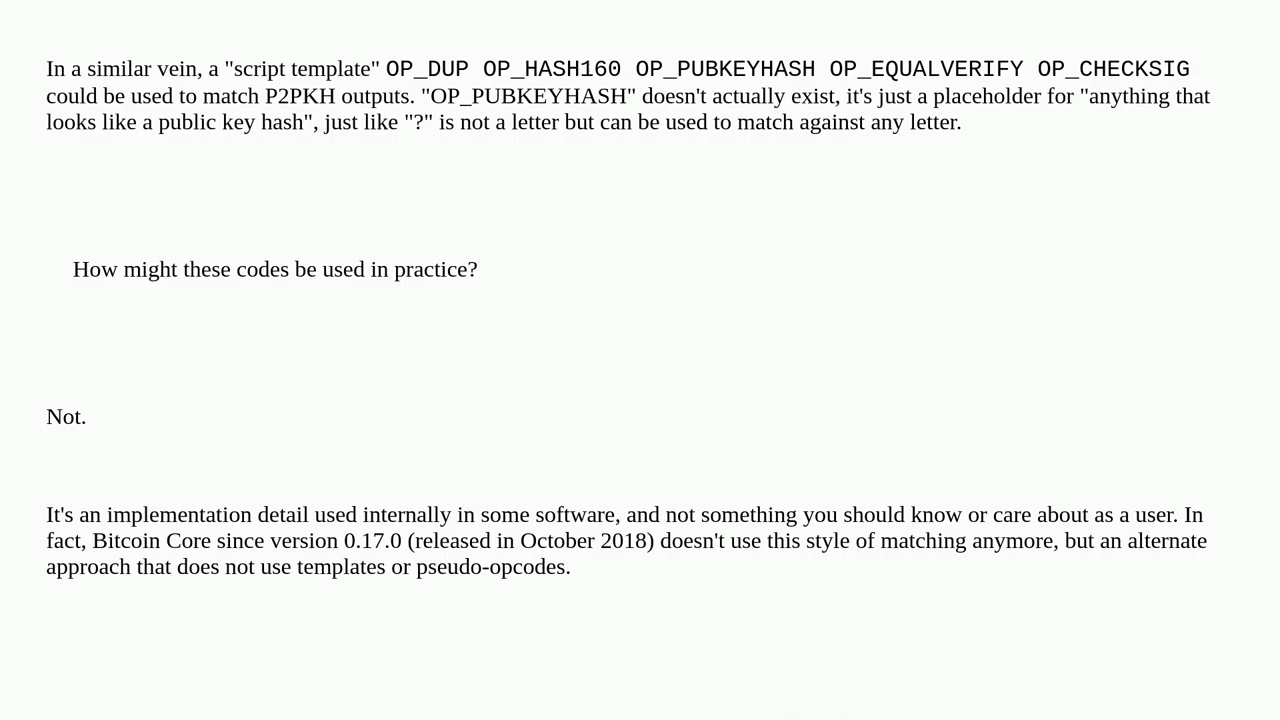 In a similar vein, a "script template" OP_DUP OP_HASH160 OP_PUBKEYHASH OP_EQUALVERIFY OP_CHECKSIG
could be used to match P2PKH outputs. "OP_PUBKEYHASH" doesn't actually exist, it's just a placeholder for "anything that
looks like a public key hash", just like "?" is not a letter but can be used to match against any letter.
How might these codes be used in practice?
Not.
It's an implementation detail used internally in some software, and not something you should know or care about as a user. In
fact, Bitcoin Core since version 0.17.0 (released in October 2018) doesn't use this style of matching anymore, but an alternate
approach that does not use templates or pseudo-opcodes.